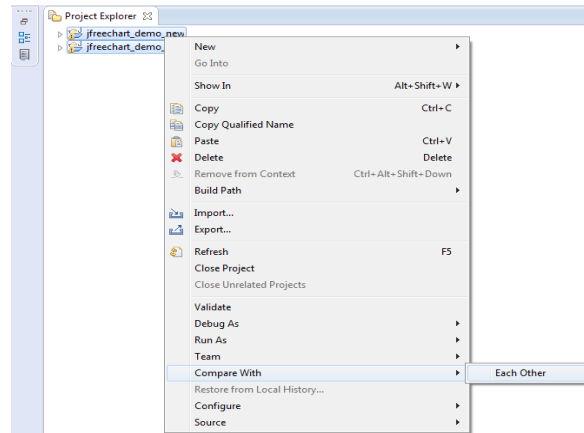 Project Explorer
jfreechart_demo_new
jfreechart_demo_
New
Go Into
Show In Alt+Shift+W
Copy Ctrl+C
Copy Qualified Name
Paste Ctrl+V
Delete Delete
Remove from Context Ctrl+Alt+Shift+Down
Build Path
Import...
Export...
Refresh F5
Close Project
Close Unrelated Projects
Validate
Debug As
Run As
Team
Compare With
Each Other
Restore from Local History...
Configure
Source